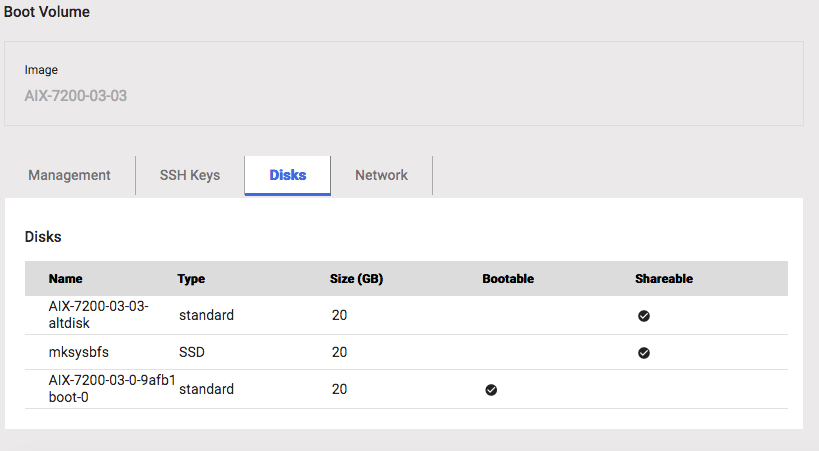 Boot Volume
Image
AIX-7200-03-03
Management SSH Keys Disks Network
Disks
Name Type Size (GB) Bootable Shareable
AIX-7200-03-03-
altdisk standard 20
mksysbfs SSD 20
AIX-7200-03-0-9afb1
boot-0 standard 20